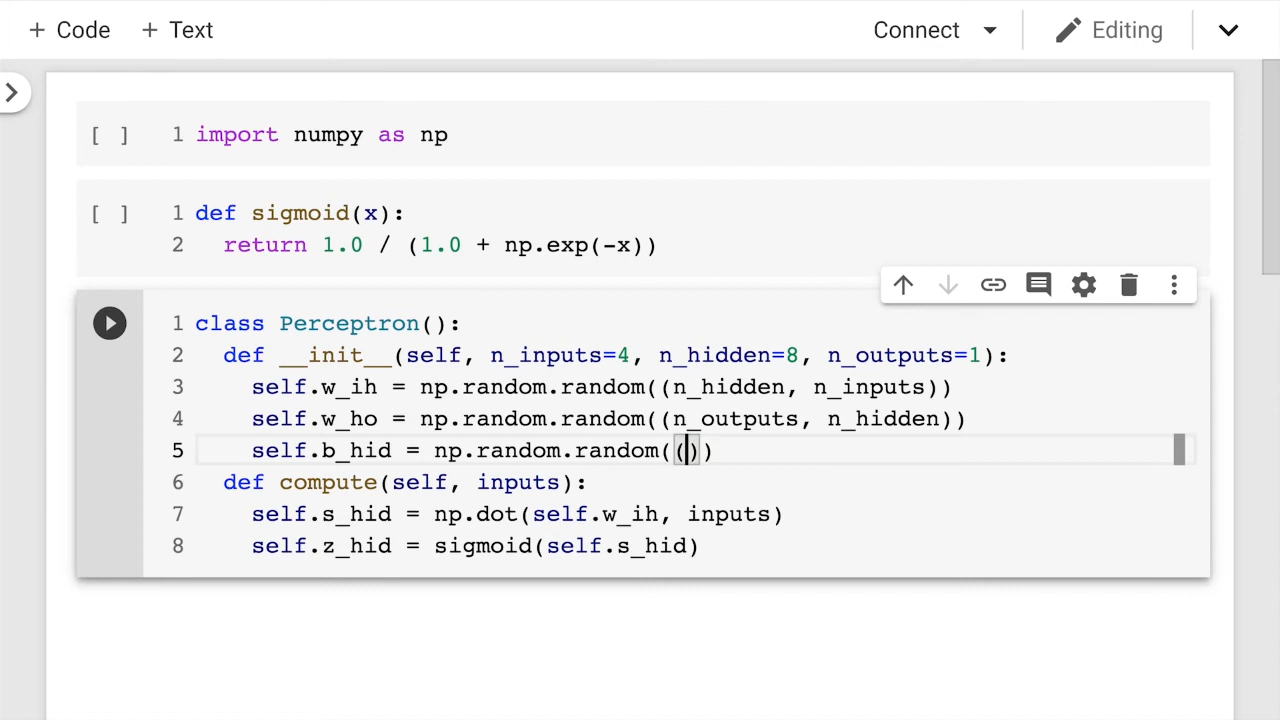 + Code + Text Connect Editing
[ ] 1 import numpy as np
[ ] 1 def sigmoid(x):
2 return 1.0 / (1.0 + np.exp(-x))
1 class Perceptron():
2 def __init__(self, n_inputs=4, n_hidden=8, n_outputs=1):
3 self.w_ih = np.random.random((n_hidden, n_inputs))
4 self.w_ho = np.random.random((n_outputs, n_hidden))
5 self.b_hid = np.random.random(())
6 def compute(self, inputs):
7 self.s_hid = np.dot(self.w_ih, inputs)
8 self.z_hid = sigmoid(self.s_hid)